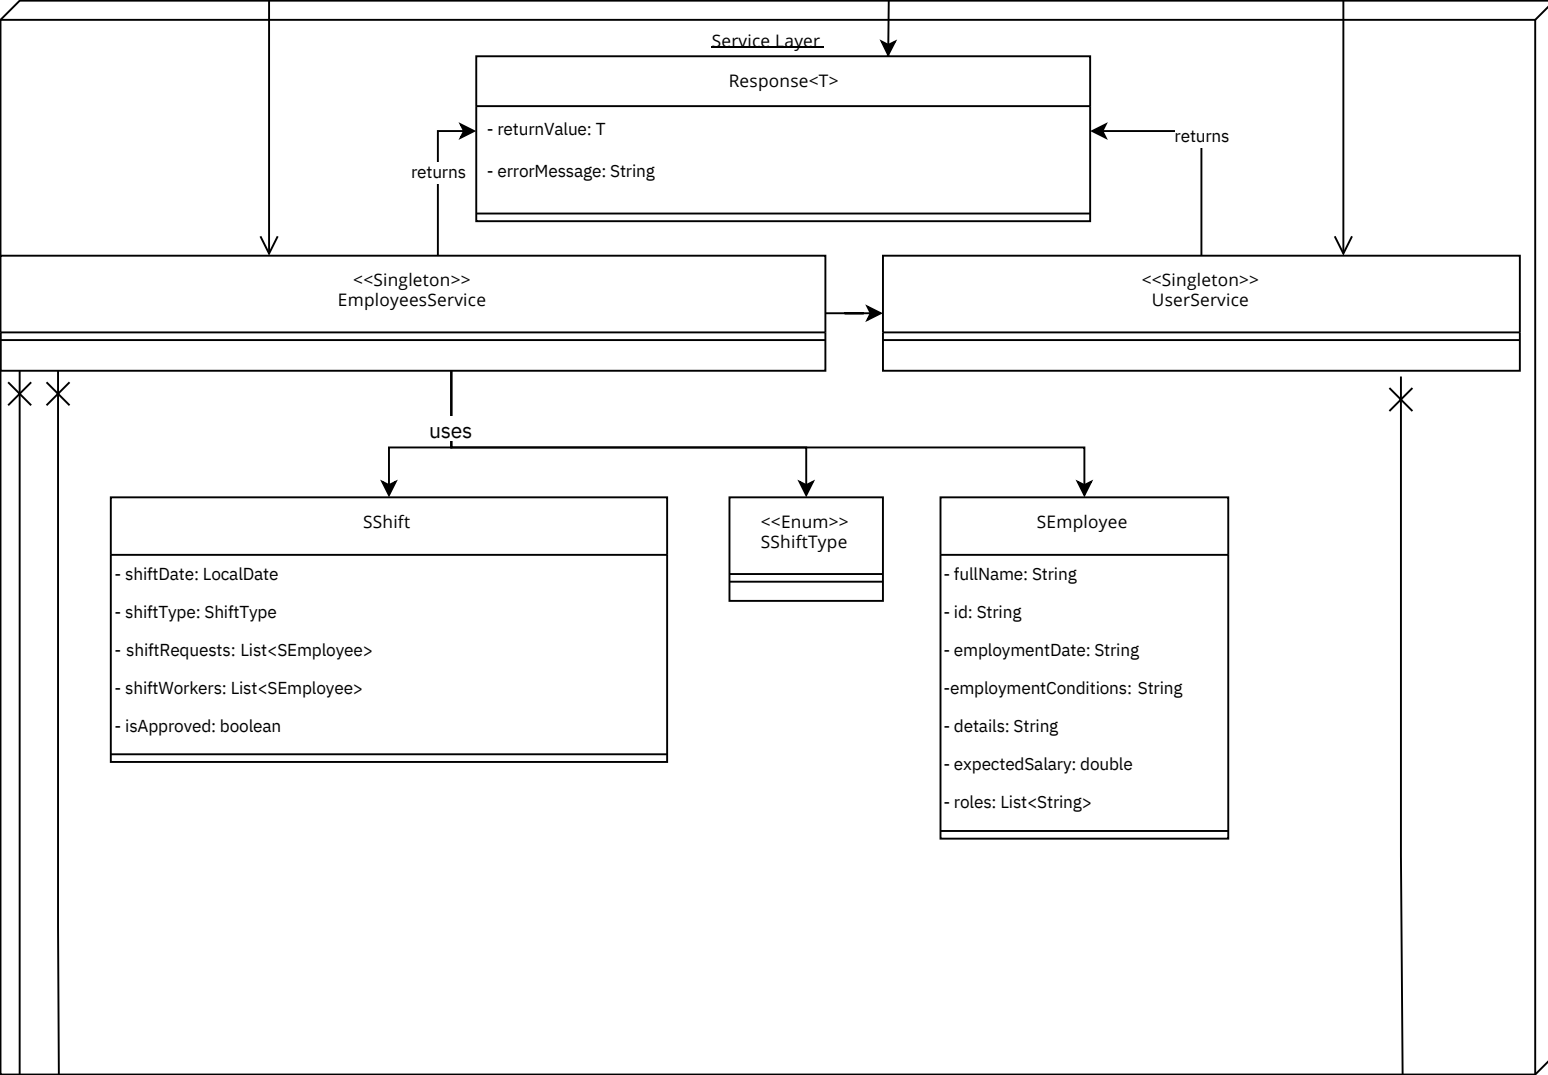 Service Layer
Response<T>
- returnValue: T
- errorMessage: String
returns
returns
<<Singleton>>
EmployeesService
<<Singleton>>
UserService
uses
SShift
- shiftDate: LocalDate
- shiftType: ShiftType
- shiftRequests: List<SEmployee>
- shiftWorkers: List<SEmployee>
- isApproved: boolean
<<Enum>>
SShiftType
SEmployee
- fullName: String
- id: String
- employmentDate: String
-employmentConditions: String
- details: String
- expectedSalary: double
- roles: List<String>